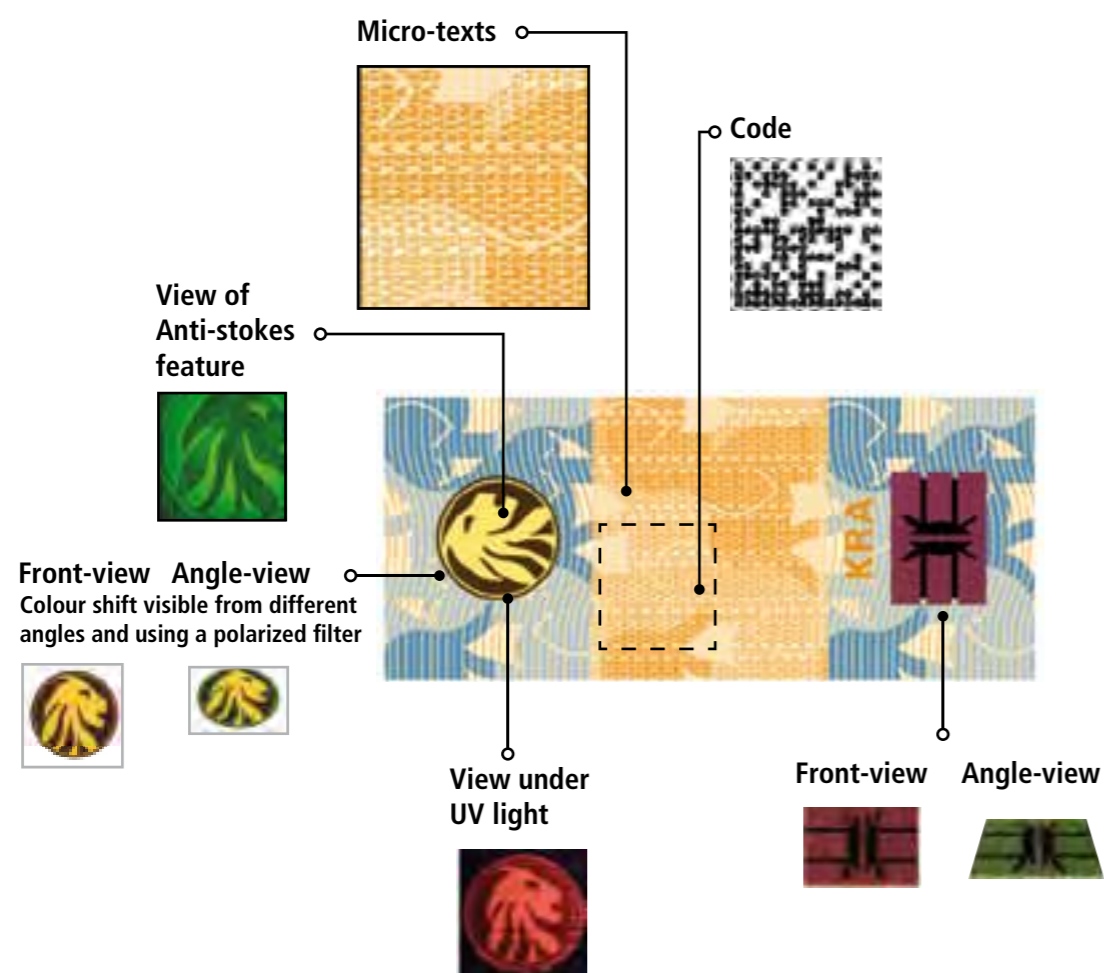 Micro-texts
Code
View of
Anti-stokes
feature
KRA
Front-view Angle-view
Colour shift visible from different
angles and using a polarized filter
View under
UV light
Front-view Angle-view